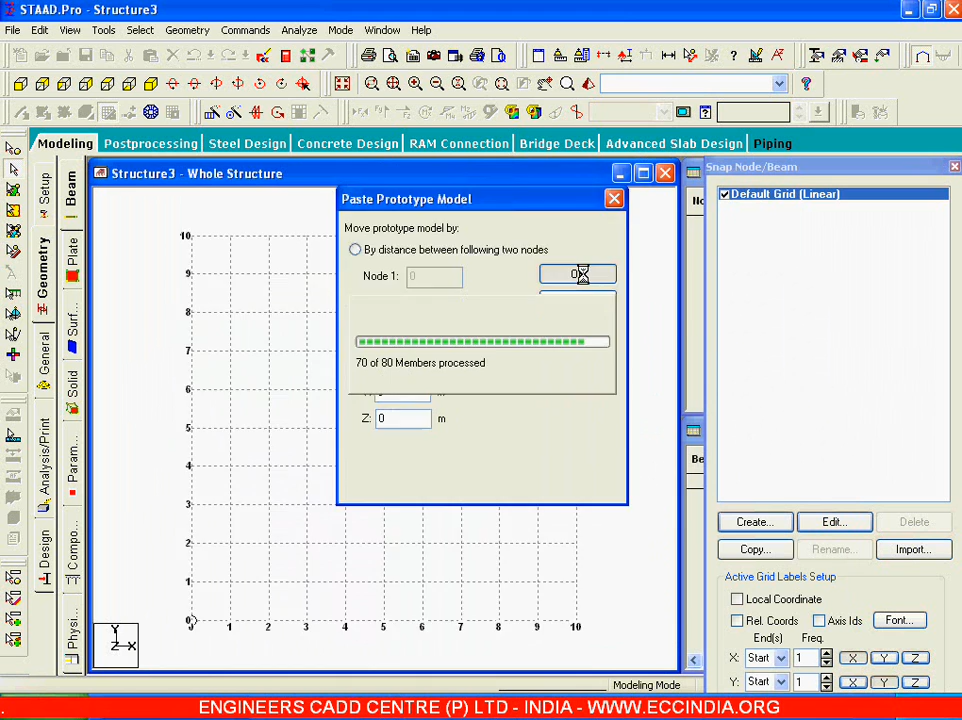 STAAD.Pro - Structure3
File Edit View Tools Select Geometry Commands Analyze Mode Window Help
Modeling Postprocessing Steel Design Concrete Design RAM Connection Bridge Deck Advanced Slab Design Piping
Setup
Geometry
General
Analysis/Print
Design
Beam
Plate
Surf...
Solid
Param...
Compo...
Physi...
Structure3 - Whole Structure
10
9
8
7
6
5
4
3
2
1
0
1 2 3 4 5 6 7 8 9 10
Y
Z X
Paste Prototype Model
Move prototype model by:
By distance between following two nodes
Node 1: 0
70 of 80 Members processed
Z: 0 m
Snap Node/Beam
Default Grid (Linear)
Create... Edit... Delete
Copy... Rename... Import...
Active Grid Labels Setup
Local Coordinate
Rel. Coords Axis Ids Font...
End(s) Freq.
X: Start 1 X Y Z
Y: Start 1 X Y Z
Modeling Mode
ENGINEERS CADD CENTRE (P) LTD - INDIA - WWW.ECCINDIA.ORG